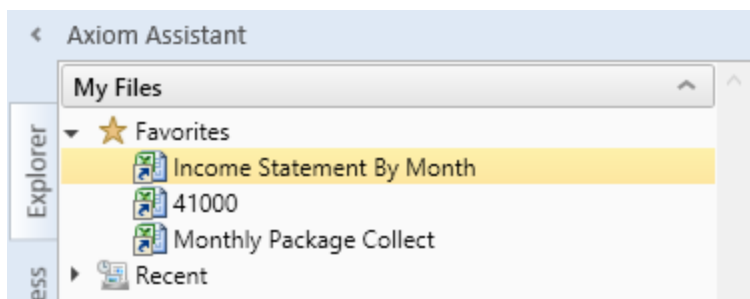 Axiom Assistant
My Files
Favorites
Income Statement By Month
41000
Monthly Package Collect
Recent
Explorer